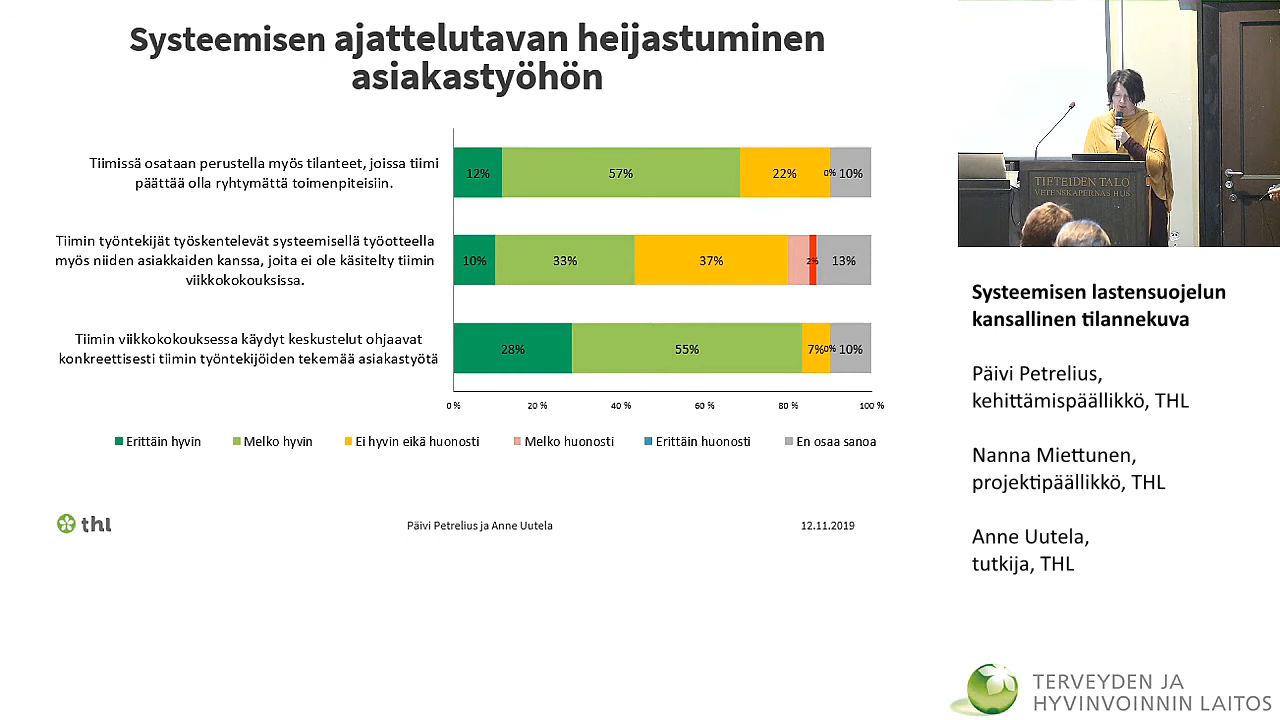 Systeemisen ajattelutavan heijastuminen
asiakastyöhön
Tiimissä osataan perustella myös tilanteet, joissa tiimi
päättää olla ryhtymättä toimenpiteisiin.
12% 57% 22% 0% 10%
Tiimin työntekijät työskentelevät systeemisellä työotteella
myös niiden asiakkaiden kanssa, joita ei ole käsitelty tiimin
viikkokokouksissa.
10% 33% 37% 2% 13%
Tiimin viikkokokouksessa käydyt keskustelut ohjaavat
konkreettisesti tiimin työntekijöiden tekemää asiakastyötä
28% 55% 7% 0% 10%
0 % 20 % 40 % 60 % 80 % 100 %
Erittäin hyvin Melko hyvin Ei hyvin eikä huonosti Melko huonosti Erittäin huonosti En osaa sanoa
thl Päivi Petrelius ja Anne Uutela 12.11.2019
TIETEIDEN TALO
VETENSKAPERNAS HUS
Systeemisen lastensuojelun
kansallinen tilannekuva
Päivi Petrelius,
kehittämispäällikkö, THL
Nanna Miettunen,
projektipäällikkö, THL
Anne Uutela,
tutkija, THL
TERVEYDEN JA
HYVINVOINNIN LAITOS